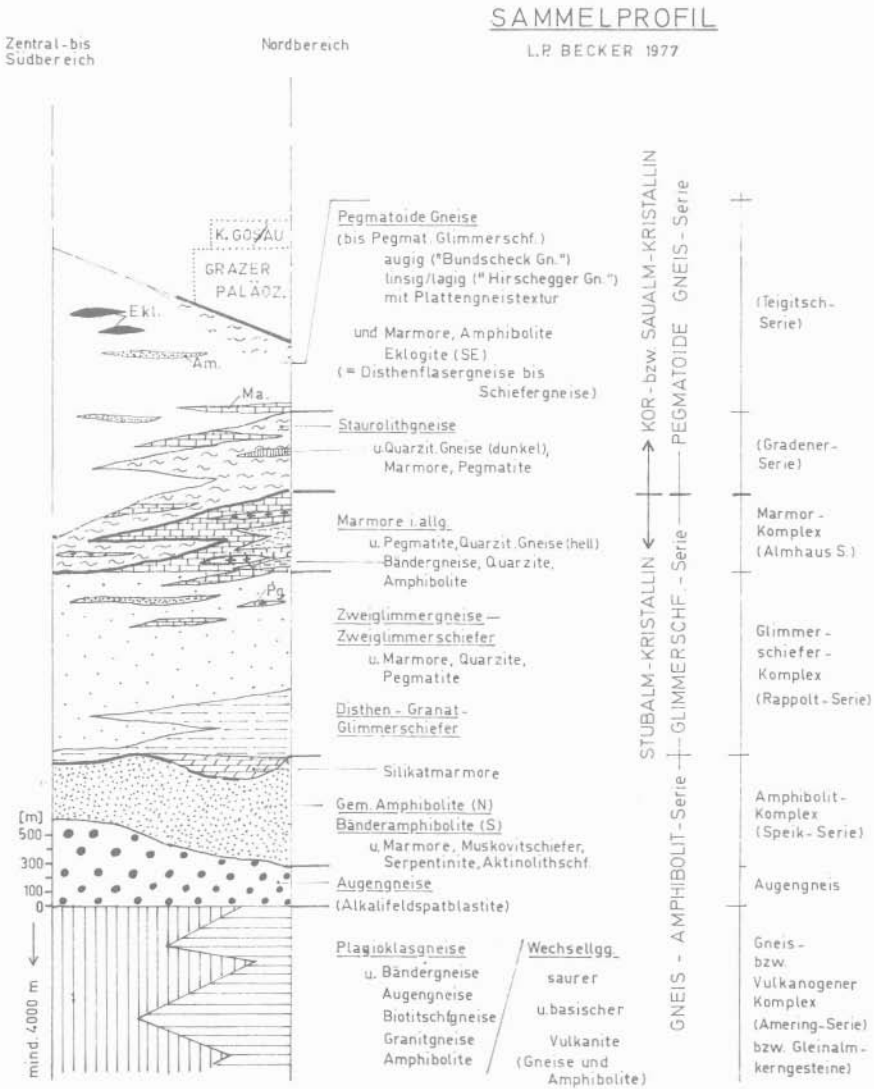 SAMMELPROFIL
L.P. BECKER 1977
Zentral-bis
Südbereich
Nordbereich
K. GOSAU
GRAZER
PALÄOZ.
Ekl.
Am.
Ma.
Pg.
[m]
500
300
100
0
mind. 4000 m
Pegmatoide Gneise
(bis Pegmat. Glimmerschf.)
augig ("Bundscheck Gn.")
linsig/lagig ("Hirschegger Gn.")
mit Plattengneistextur
und Marmore, Amphibolite
Eklogite (SE)
(= Disthenflasergneise bis
Schiefergneise)
Staurolithgneise
u. Quarzit. Gneise (dunkel),
Marmore, Pegmatite
Marmore i. allg.
u. Pegmatite, Quarzit. Gneise (hell)
Bändergneise, Quarzite,
Amphibolite
Zweiglimmergneise —
Zweiglimmerschiefer
u. Marmore, Quarzite,
Pegmatite
Disthen - Granat -
Glimmerschiefer
Silikatmarmore
Gem. Amphibolite (N)
Bänderamphibolite (S)
u. Marmore, Muskovitschiefer,
Serpentinite, Aktinolithschf.
Augengneise
(Alkalifeldspatblastite)
Plagioklasgneise
u. Bändergneise
Augengneise
Biotitschfgneise
Granitgneise
Amphibolite
Wechsellgg.
saurer
u. basischer
Vulkanite
(Gneise und
Amphibolite)
STUBALM-KRISTALLIN
KOR- bzw. SAUALM-KRISTALLIN
GNEIS - AMPHIBOLIT-Serie
GLIMMERSCHF.-Serie
PEGMATOIDE GNEIS-Serie
(Teigitsch-
Serie)
(Gradener-
Serie)
Marmor-
Komplex
(Almhaus S.)
Glimmer-
schiefer-
Komplex
(Rappolt-Serie)
Amphibolit-
Komplex
(Speik-Serie)
Augengneis
Gneis-
bzw.
Vulkanogener
Komplex
(Amering-Serie)
bzw. Gleinalm-
kerngesteine)